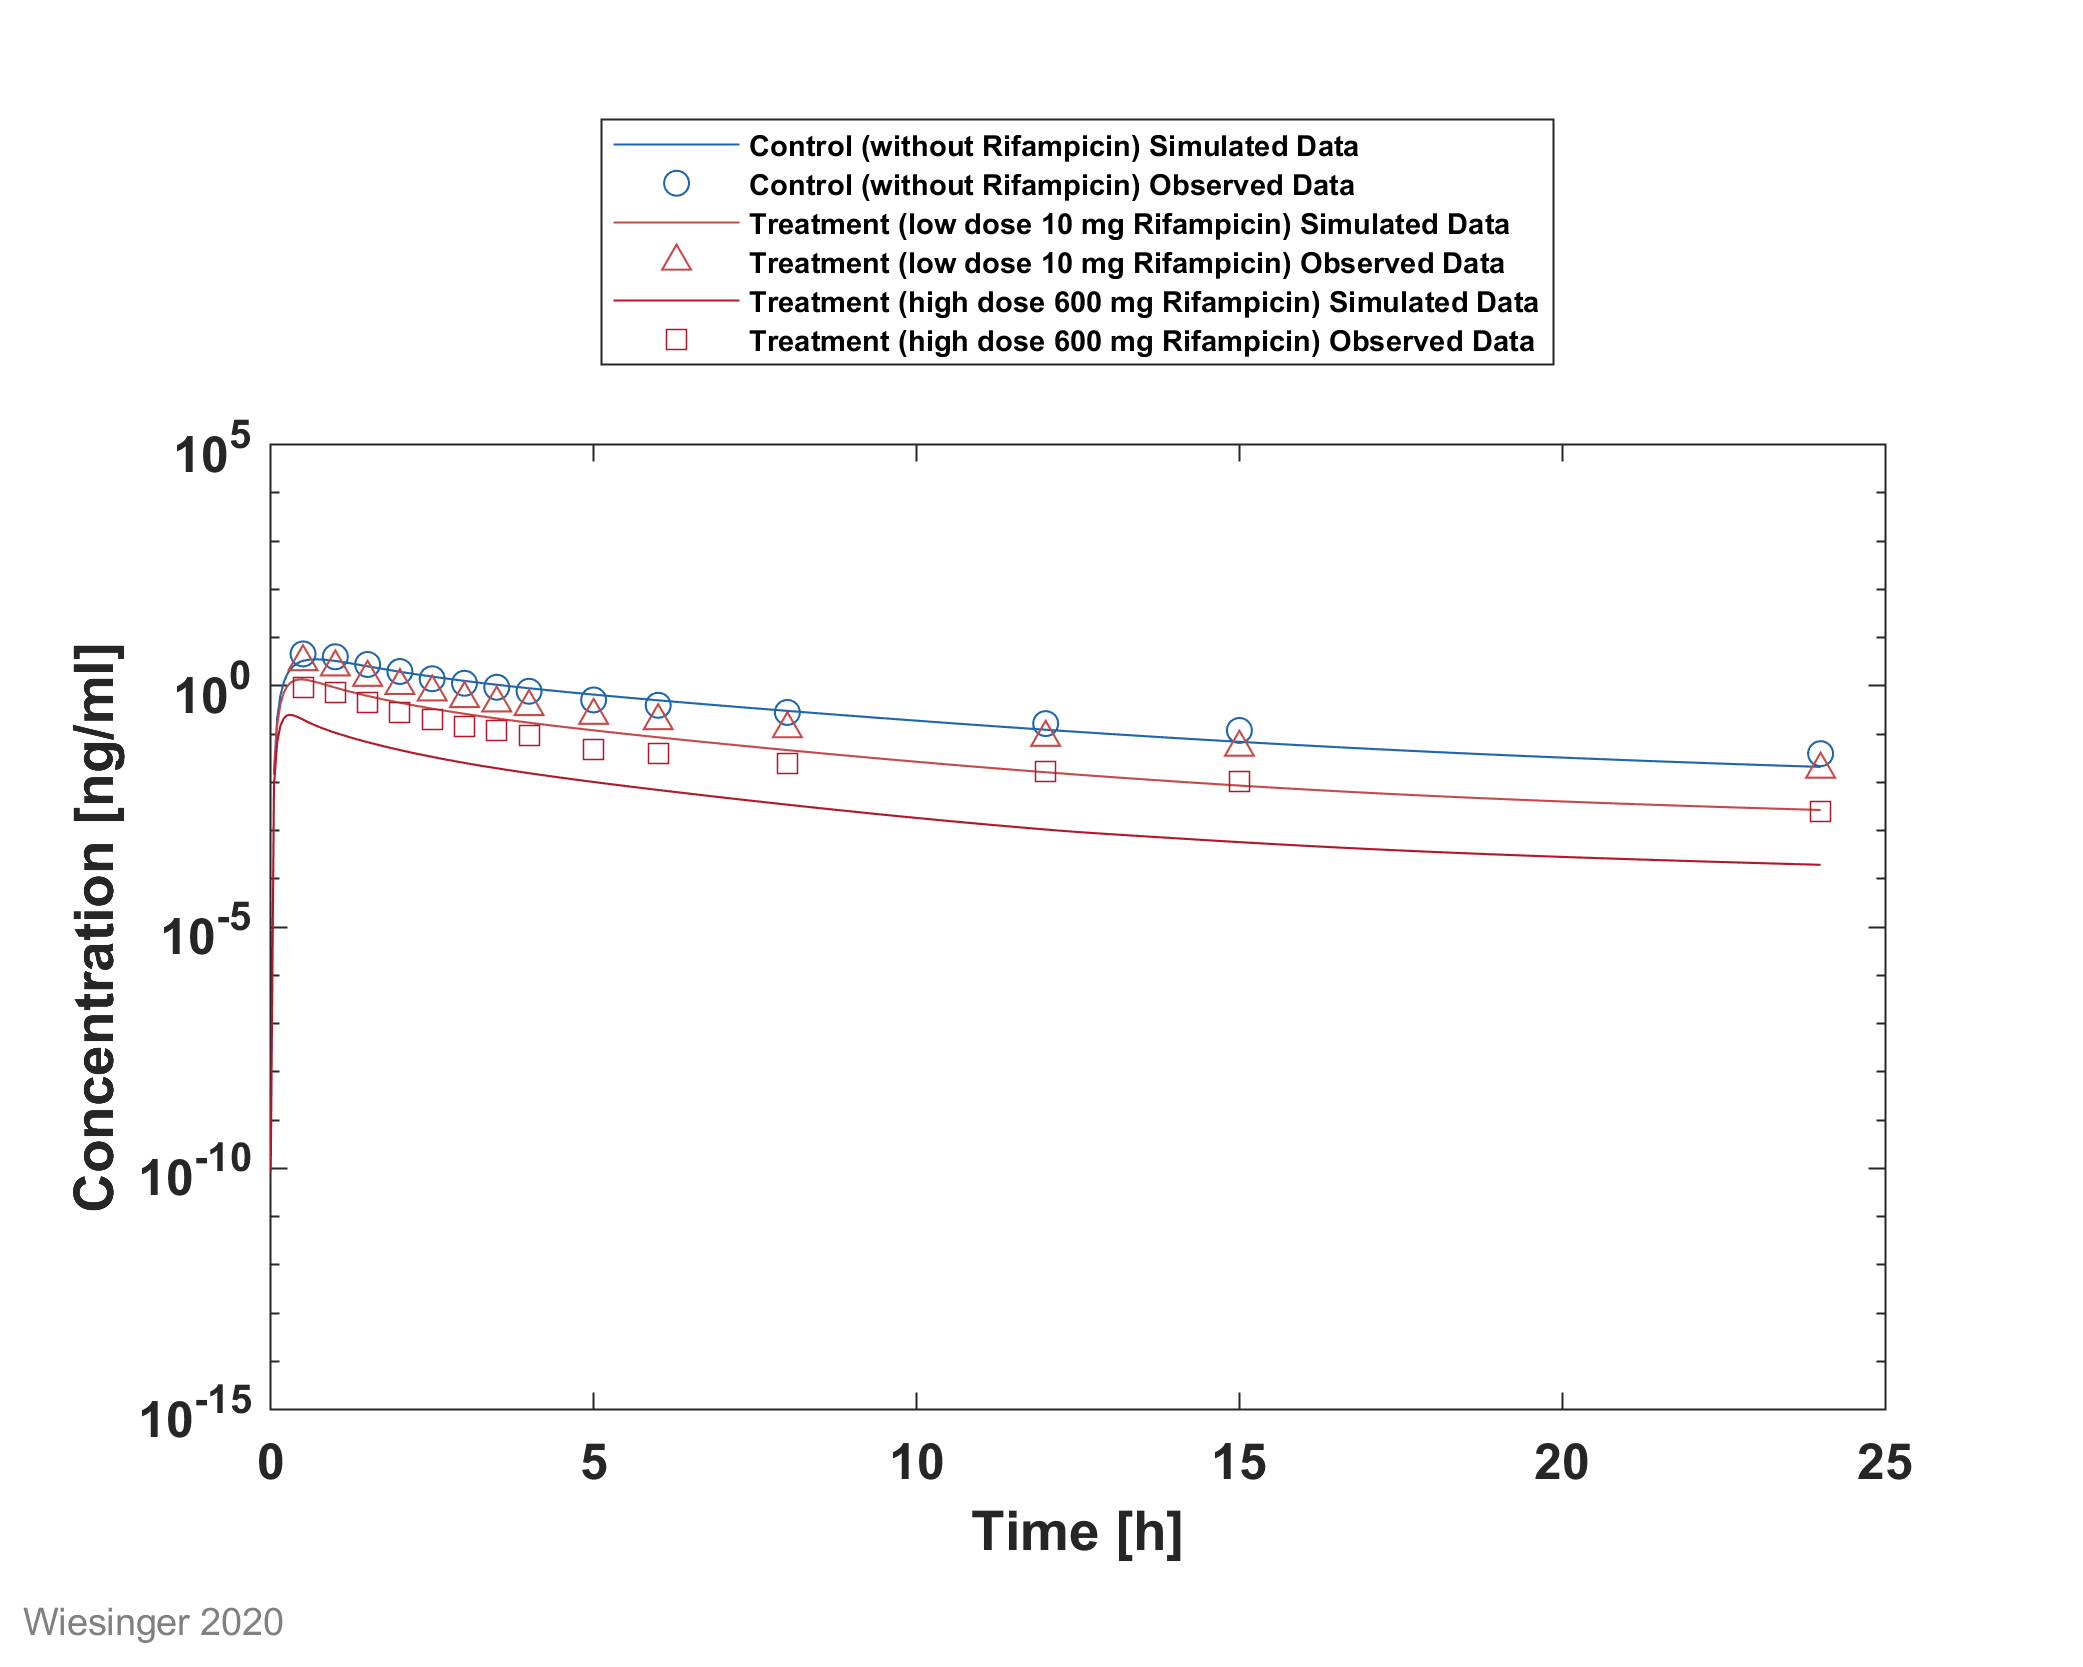 Control (without Rifampicin) Simulated Data
Control (without Rifampicin) Observed Data
Treatment (low dose 10 mg Rifampicin) Simulated Data
Treatment (low dose 10 mg Rifampicin) Observed Data
Treatment (high dose 600 mg Rifampicin) Simulated Data
Treatment (high dose 600 mg Rifampicin) Observed Data
10^5
10^0
10^-5
10^-10
10^-15
Concentration [ng/ml]
0 5 10 15 20 25
Time [h]
Wiesinger 2020